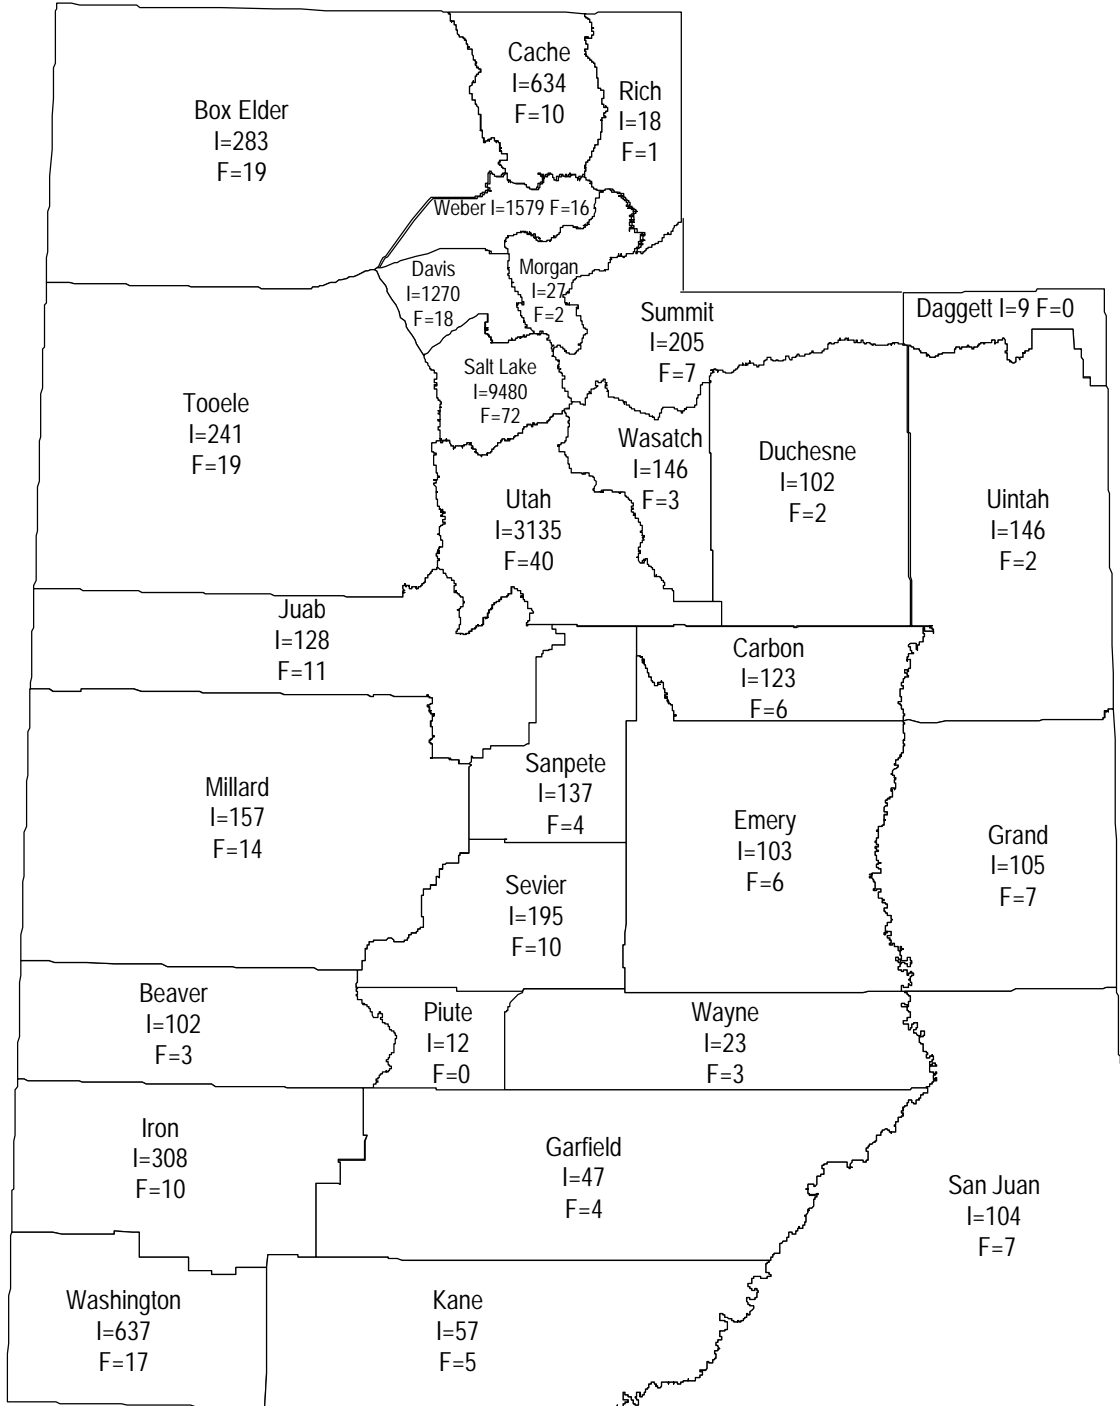 Cache
I=634
F=10
Rich
I=18
F=1
Box Elder
I=283
F=19
Weber I=1579 F=16
Davis
I=1270
F=18
Morgan
I=27
F=2
Summit
I=205
F=7
Daggett I=9 F=0
Salt Lake
I=9480
F=72
Tooele
I=241
F=19
Wasatch
I=146
F=3
Duchesne
I=102
F=2
Utah
I=3135
F=40
Uintah
I=146
F=2
Juab
I=128
F=11
Carbon
I=123
F=6
Millard
I=157
F=14
Sanpete
I=137
F=4
Emery
I=103
F=6
Grand
I=105
F=7
Sevier
I=195
F=10
Beaver
I=102
F=3
Piute
I=12
F=0
Wayne
I=23
F=3
Iron
I=308
F=10
Garfield
I=47
F=4
San Juan
I=104
F=7
Washington
I=637
F=17
Kane
I=57
F=5